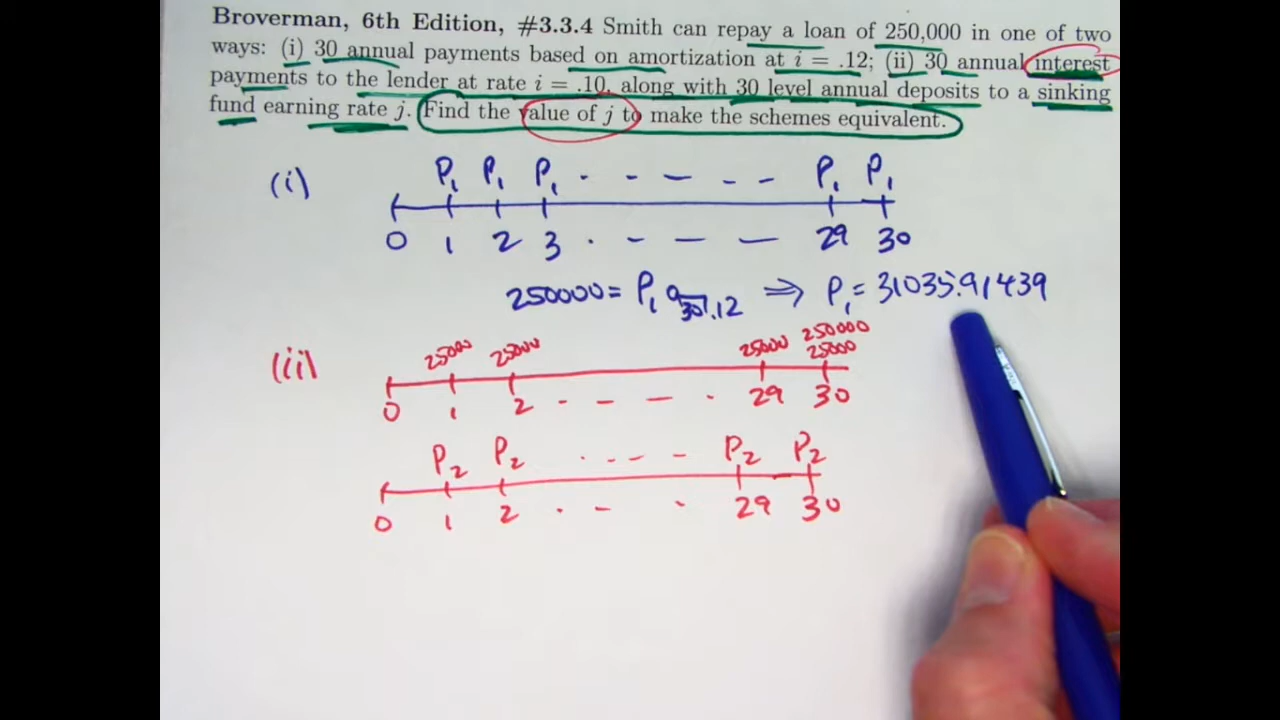 Broverman, 6th Edition, #3.3.4 Smith can repay a loan of 250,000 in one of two
ways: (i) 30 annual payments based on amortization at i = .12; (ii) 30 annual interest
payments to the lender at rate i = .10, along with 30 level annual deposits to a sinking
fund earning rate j. Find the value of j to make the schemes equivalent.
(i) P₁ P₁ P₁ · - - - - - P₁ P₁
0 1 2 3 · - - - 29 30
250000 = P₁ a30⌉.12 ⇒ P₁ = 31035.91439
(ii) 25000 25000 25000 250000
25000
0 1 2 · - - - · 29 30
P₂ P₂ · · - - - P₂ P₂
0 1 2 · - · 29 30